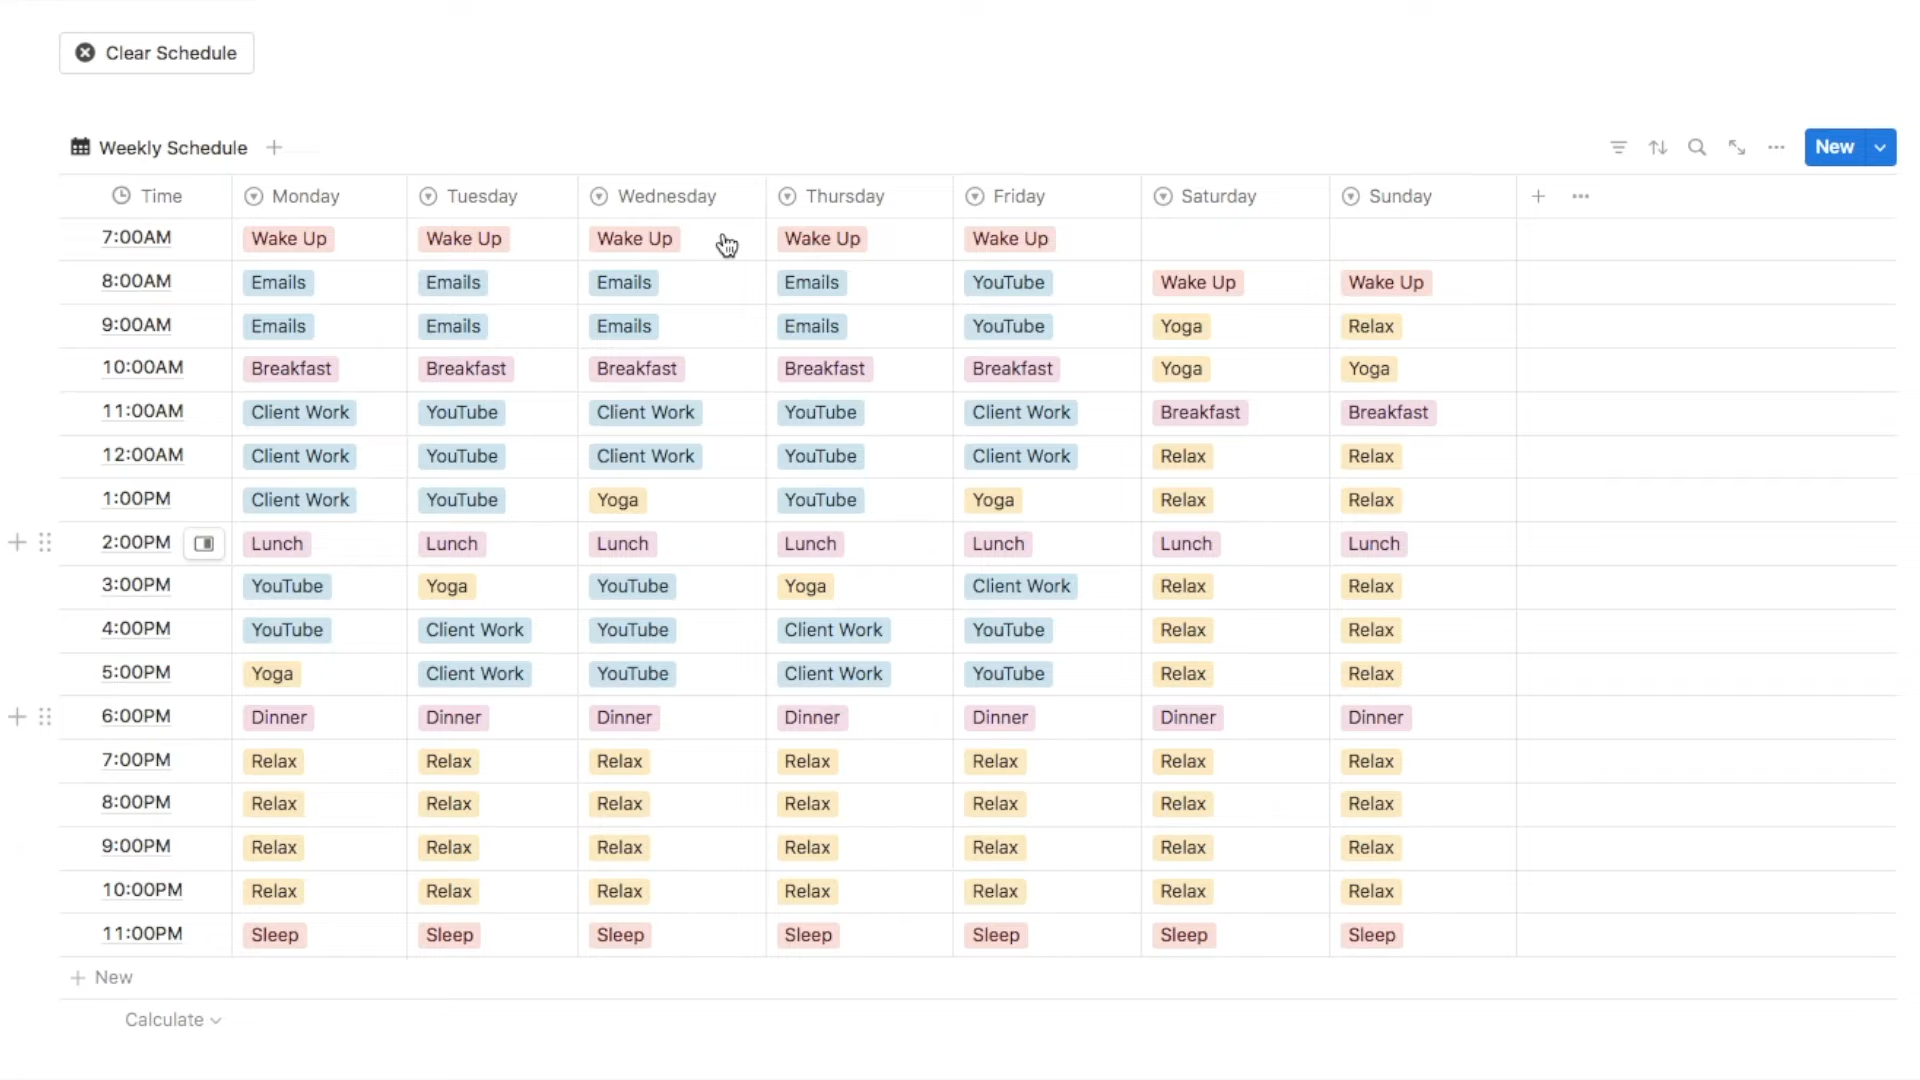 Clear Schedule
Weekly Schedule
New
Time Monday Tuesday Wednesday Thursday Friday Saturday Sunday
7:00AM Wake Up Wake Up Wake Up Wake Up Wake Up
8:00AM Emails Emails Emails Emails YouTube Wake Up Wake Up
9:00AM Emails Emails Emails Emails YouTube Yoga Relax
10:00AM Breakfast Breakfast Breakfast Breakfast Breakfast Yoga Yoga
11:00AM Client Work YouTube Client Work YouTube Client Work Breakfast Breakfast
12:00AM Client Work YouTube Client Work YouTube Client Work Relax Relax
1:00PM Client Work YouTube Yoga YouTube Yoga Relax Relax
2:00PM Lunch Lunch Lunch Lunch Lunch Lunch Lunch
3:00PM YouTube Yoga YouTube Yoga Client Work Relax Relax
4:00PM YouTube Client Work YouTube Client Work YouTube Relax Relax
5:00PM Yoga Client Work YouTube Client Work YouTube Relax Relax
6:00PM Dinner Dinner Dinner Dinner Dinner Dinner Dinner
7:00PM Relax Relax Relax Relax Relax Relax Relax
8:00PM Relax Relax Relax Relax Relax Relax Relax
9:00PM Relax Relax Relax Relax Relax Relax Relax
10:00PM Relax Relax Relax Relax Relax Relax Relax
11:00PM Sleep Sleep Sleep Sleep Sleep Sleep Sleep
New
Calculate